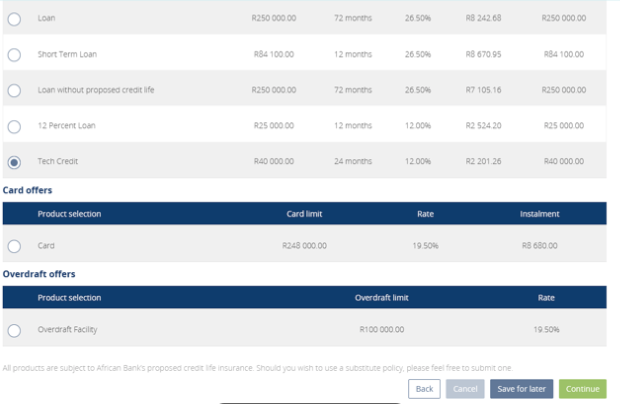 Loan R250 000.00 72 months 26.50% R8 242.68 R250 000.00
Short Term Loan R84 100.00 12 months 26.50% R8 670.95 R84 100.00
Loan without proposed credit life R250 000.00 72 months 26.50% R7 105.16 R250 000.00
12 Percent Loan R25 000.00 12 months 12.00% R2 524.20 R25 000.00
Tech Credit R40 000.00 24 months 12.00% R2 201.26 R40 000.00
Card offers
Product selection Card limit Rate Instalment
Card R248 000.00 19.50% R8 680.00
Overdraft offers
Product selection Overdraft limit Rate
Overdraft Facility R100 000.00 19.50%
All products are subject to African Bank's proposed credit life insurance. Should you wish to use a substitute policy, please feel free to submit one.
Back Cancel Save for later Continue